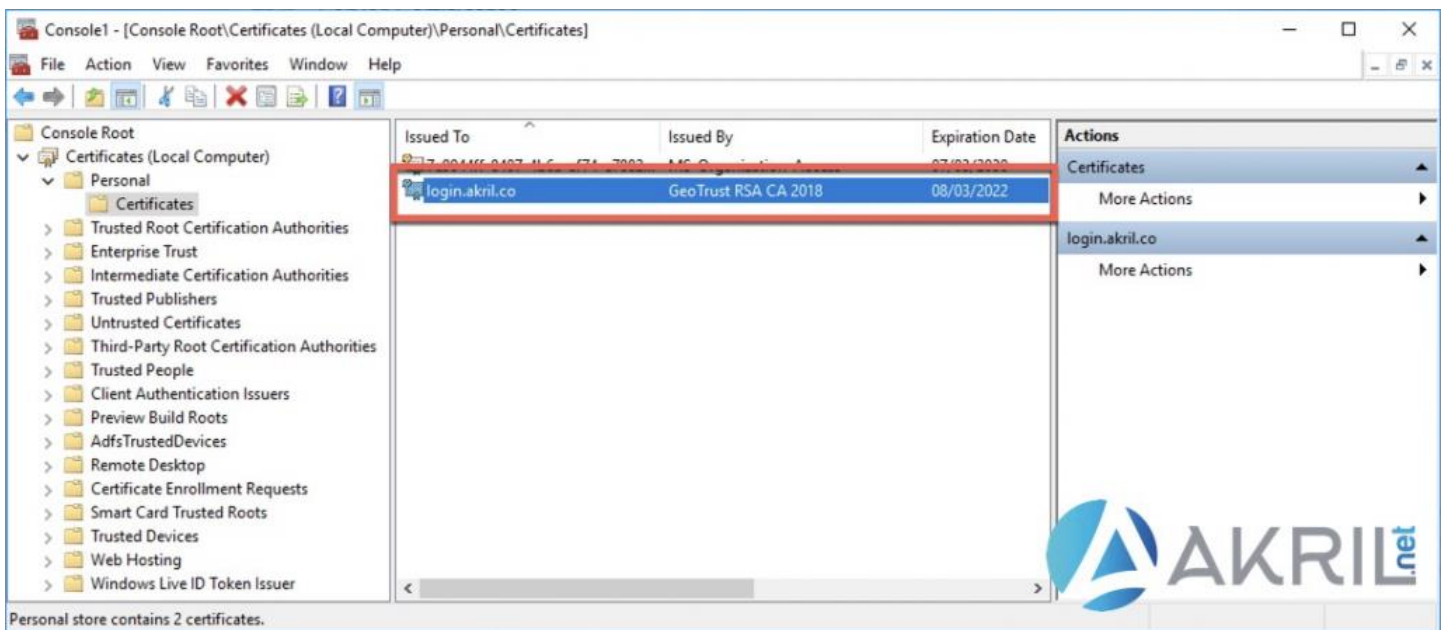 Console1 - [Console Root\Certificates (Local Computer)\Personal\Certificates]
File Action View Favorites Window Help
Console Root
Certificates (Local Computer)
Personal
Certificates
Trusted Root Certification Authorities
Enterprise Trust
Intermediate Certification Authorities
Trusted Publishers
Untrusted Certificates
Third-Party Root Certification Authorities
Trusted People
Client Authentication Issuers
Preview Build Roots
AdfsTrustedDevices
Remote Desktop
Certificate Enrollment Requests
Smart Card Trusted Roots
Trusted Devices
Web Hosting
Windows Live ID Token Issuer
Issued To Issued By Expiration Date
login.akril.co GeoTrust RSA CA 2018 08/03/2022
Actions
Certificates
More Actions
login.akril.co
More Actions
AKRIL.net
Personal store contains 2 certificates.